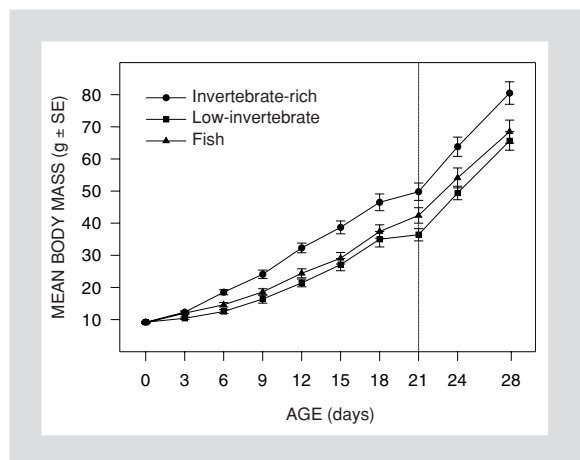 Invertebrate-rich
Low-invertebrate
Fish
MEAN BODY MASS (g ± SE)
80
70
60
50
40
30
20
10
0 3 6 9 12 15 18 21 24 28
AGE (days)